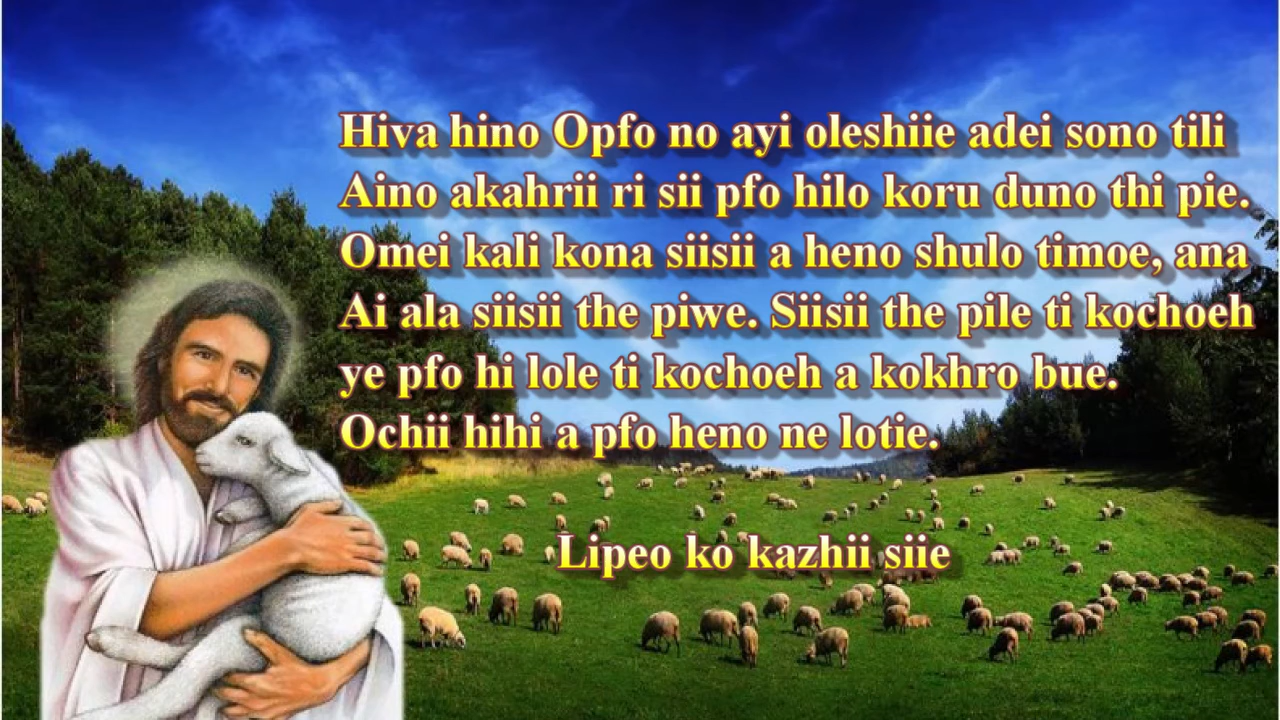 Hiva hino Opfo no ayi oleshiie adei sono tili
Aino akahrii ri sii pfo hilo koru duno thi pie.
Omei kali kona siisii a heno shulo timoe, ana
Ai ala siisii the piwe. Siisii the pile ti kochoeh
ye pfo hi lole ti kochoeh a kokhro bue.
Ochii hihi a pfo heno ne lotie.
Lipeo ko kazhii siie